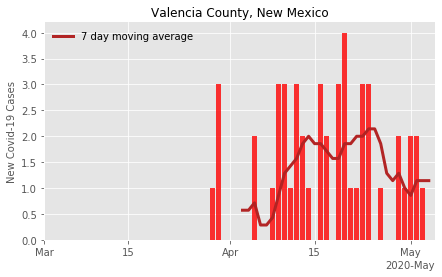 Valencia County, New Mexico
7 day moving average
New Covid-19 Cases
4.0
3.5
3.0
2.5
2.0
1.5
1.0
0.5
0.0
Mar
15
Apr
15
May
2020-May